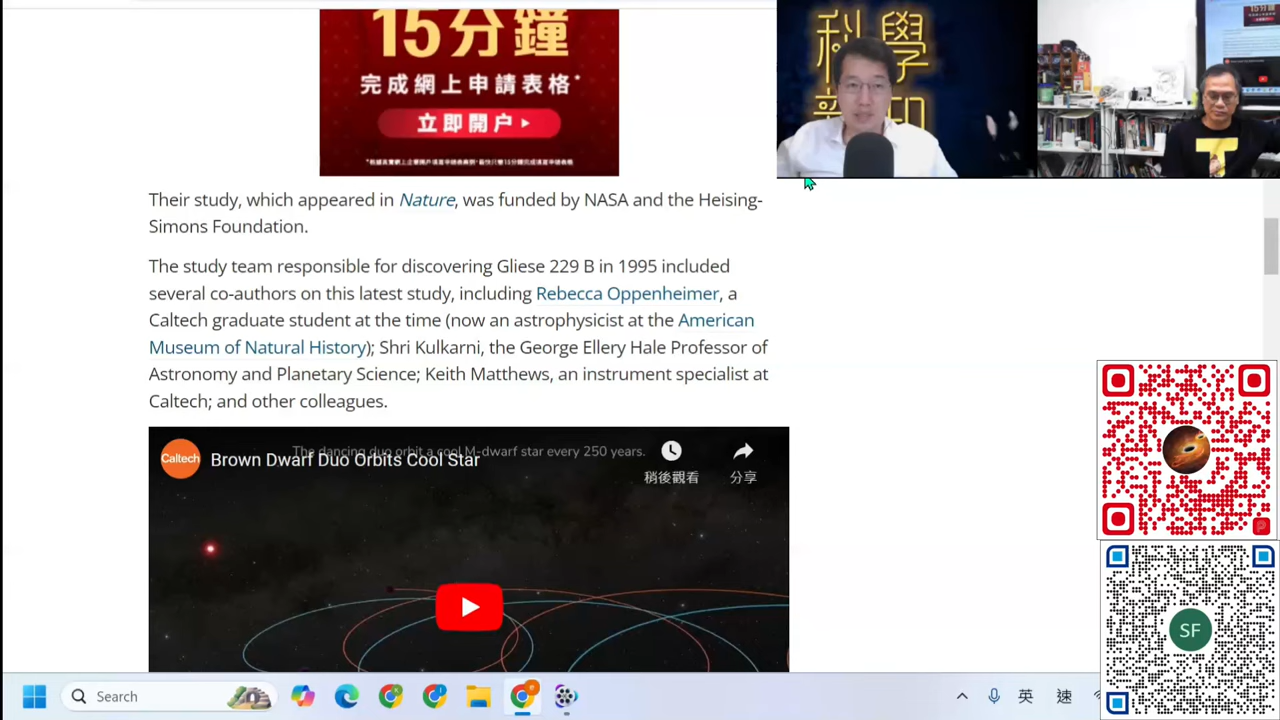 15分鐘
完成網上申請表格*
立即開户
科學
Their study, which appeared in Nature, was funded by NASA and the Heising-
Simons Foundation.
The study team responsible for discovering Gliese 229 B in 1995 included
several co-authors on this latest study, including Rebecca Oppenheimer, a
Caltech graduate student at the time (now an astrophysicist at the American
Museum of Natural History); Shri Kulkarni, the George Ellery Hale Professor of
Astronomy and Planetary Science; Keith Matthews, an instrument specialist at
Caltech; and other colleagues.
The dancing duo orbit a cool M-dwarf star every 250 years.
Caltech
Brown Dwarf Duo Orbits Cool Star
稍後觀看
分享
SF
Search
英
速